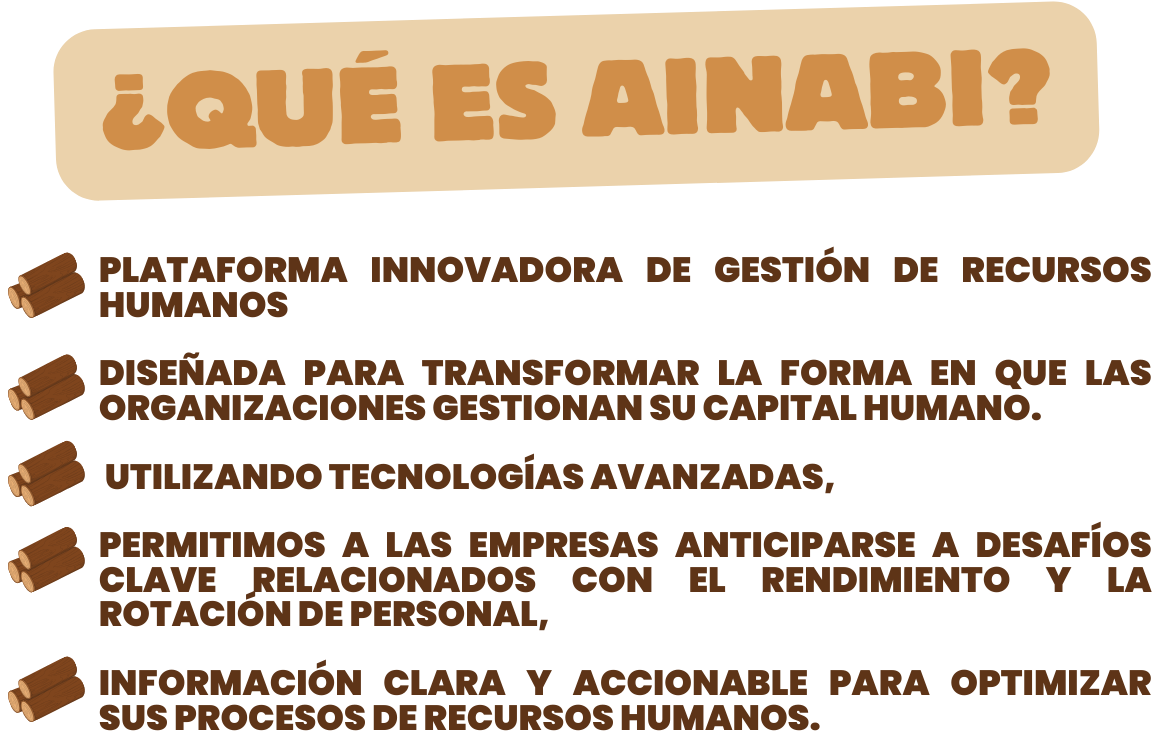 ¿QUÉ ES AINABI?
PLATAFORMA INNOVADORA DE GESTIÓN DE RECURSOS
HUMANOS
DISEÑADA PARA TRANSFORMAR LA FORMA EN QUE LAS
ORGANIZACIONES GESTIONAN SU CAPITAL HUMANO.
UTILIZANDO TECNOLOGÍAS AVANZADAS,
PERMITIMOS A LAS EMPRESAS ANTICIPARSE A DESAFÍOS
CLAVE RELACIONADOS CON EL RENDIMIENTO Y LA
ROTACIÓN DE PERSONAL,
INFORMACIÓN CLARA Y ACCIONABLE PARA OPTIMIZAR
SUS PROCESOS DE RECURSOS HUMANOS.